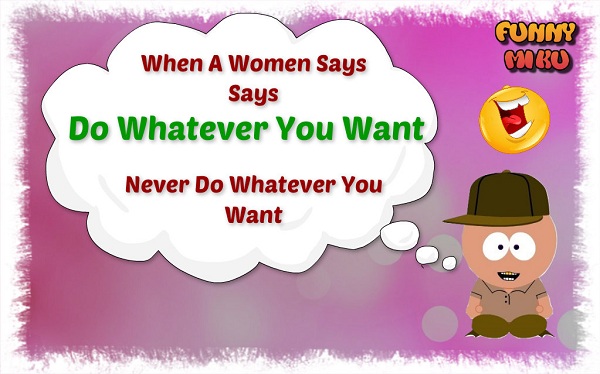 FUNNY
MIKU
When A Women Says
Says
Do Whatever You Want
Never Do Whatever You
Want